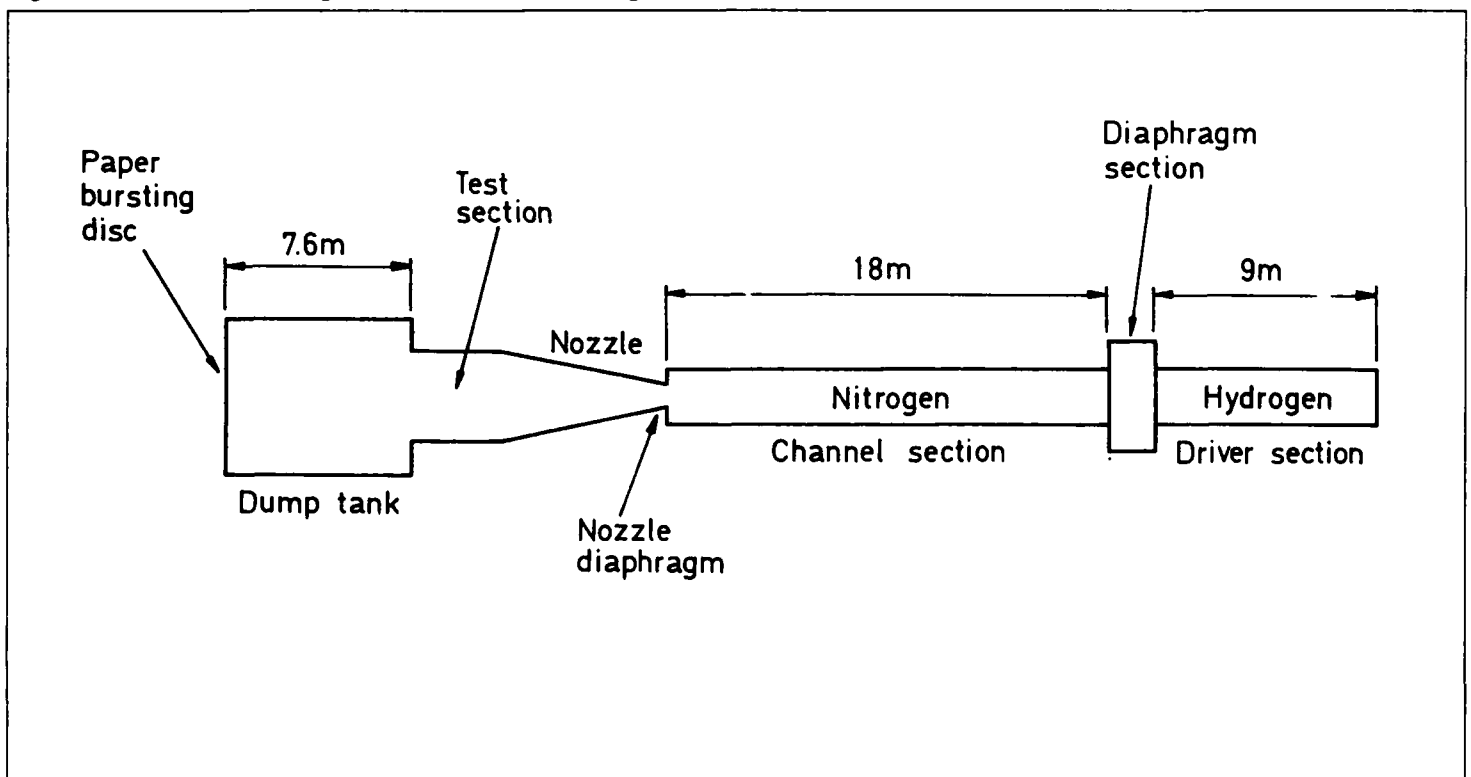 Diaphragm
section
Paper
bursting
disc
Test
section
7.6m
18m
9m
Nozzle
Nitrogen
Hydrogen
Channel section
Driver section
Dump tank
Nozzle
diaphragm